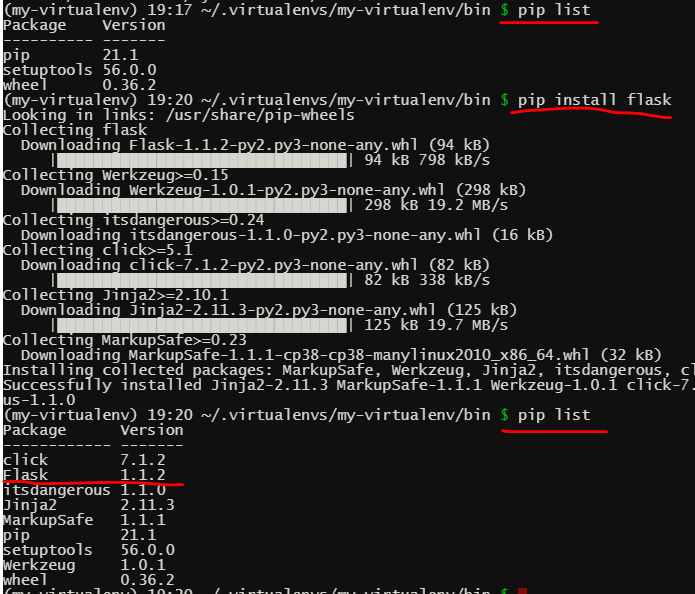 (my-virtualenv) 19:17 ~/.virtualenvs/my-virtualenv/bin $ pip list
Package    Version
---------- -------
pip        21.1
setuptools 56.0.0
wheel      0.36.2
(my-virtualenv) 19:20 ~/.virtualenvs/my-virtualenv/bin $ pip install flask
Looking in links: /usr/share/pip-wheels
Collecting flask
  Downloading Flask-1.1.2-py2.py3-none-any.whl (94 kB)
     |████████████████████████████████| 94 kB 798 kB/s
Collecting Werkzeug>=0.15
  Downloading Werkzeug-1.0.1-py2.py3-none-any.whl (298 kB)
     |████████████████████████████████| 298 kB 19.2 MB/s
Collecting itsdangerous>=0.24
  Downloading itsdangerous-1.1.0-py2.py3-none-any.whl (16 kB)
Collecting click>=5.1
  Downloading click-7.1.2-py2.py3-none-any.whl (82 kB)
     |████████████████████████████████| 82 kB 338 kB/s
Collecting Jinja2>=2.10.1
  Downloading Jinja2-2.11.3-py2.py3-none-any.whl (125 kB)
     |████████████████████████████████| 125 kB 19.7 MB/s
Collecting MarkupSafe>=0.23
  Downloading MarkupSafe-1.1.1-cp38-cp38-manylinux2010_x86_64.whl (32 kB)
Installing collected packages: MarkupSafe, Werkzeug, Jinja2, itsdangerous, cl
Successfully installed Jinja2-2.11.3 MarkupSafe-1.1.1 Werkzeug-1.0.1 click-7.
us-1.1.0
(my-virtualenv) 19:20 ~/.virtualenvs/my-virtualenv/bin $ pip list
Package      Version
------------ -------
click        7.1.2
Flask        1.1.2
itsdangerous 1.1.0
Jinja2       2.11.3
MarkupSafe   1.1.1
pip          21.1
setuptools   56.0.0
Werkzeug     1.0.1
wheel        0.36.2
(my-virtualenv) 19:20 ~/.virtualenvs/my-virtualenv/bin $